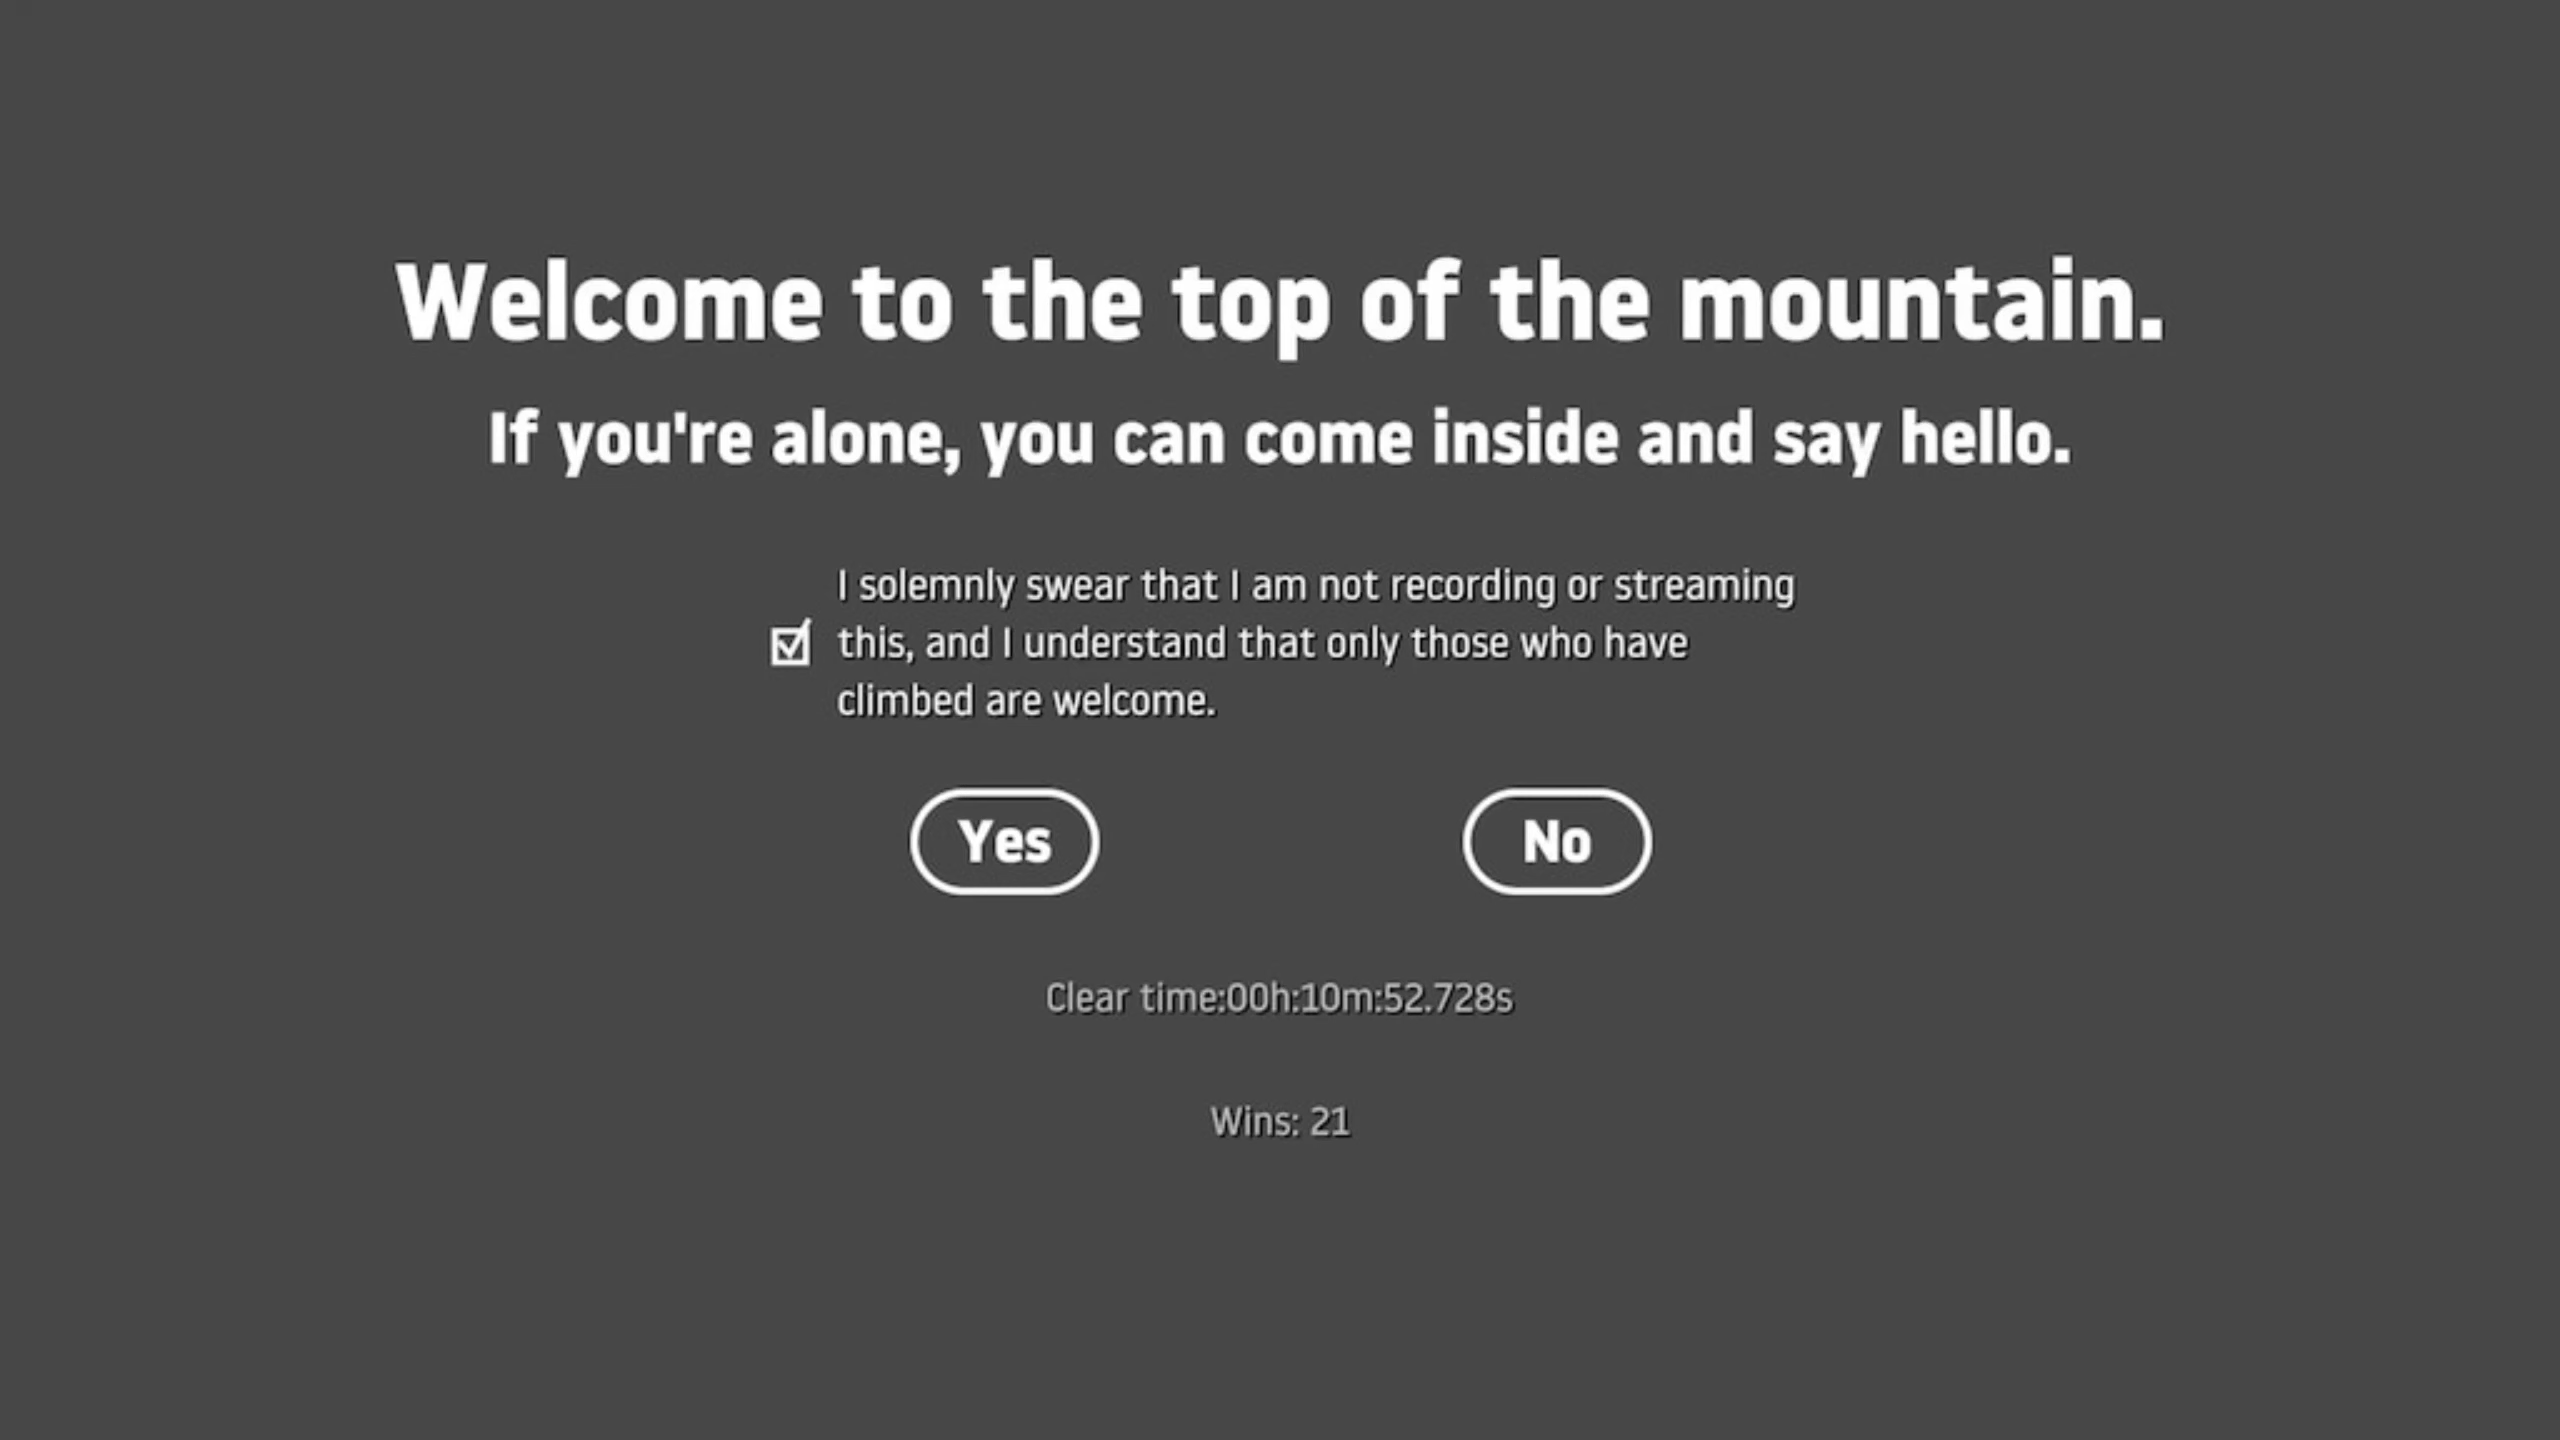 Welcome to the top of the mountain.
If you're alone, you can come inside and say hello.
I solemnly swear that I am not recording or streaming
this, and I understand that only those who have
climbed are welcome.
Yes
No
Clear time:00h:10m:52.728s
Wins: 21